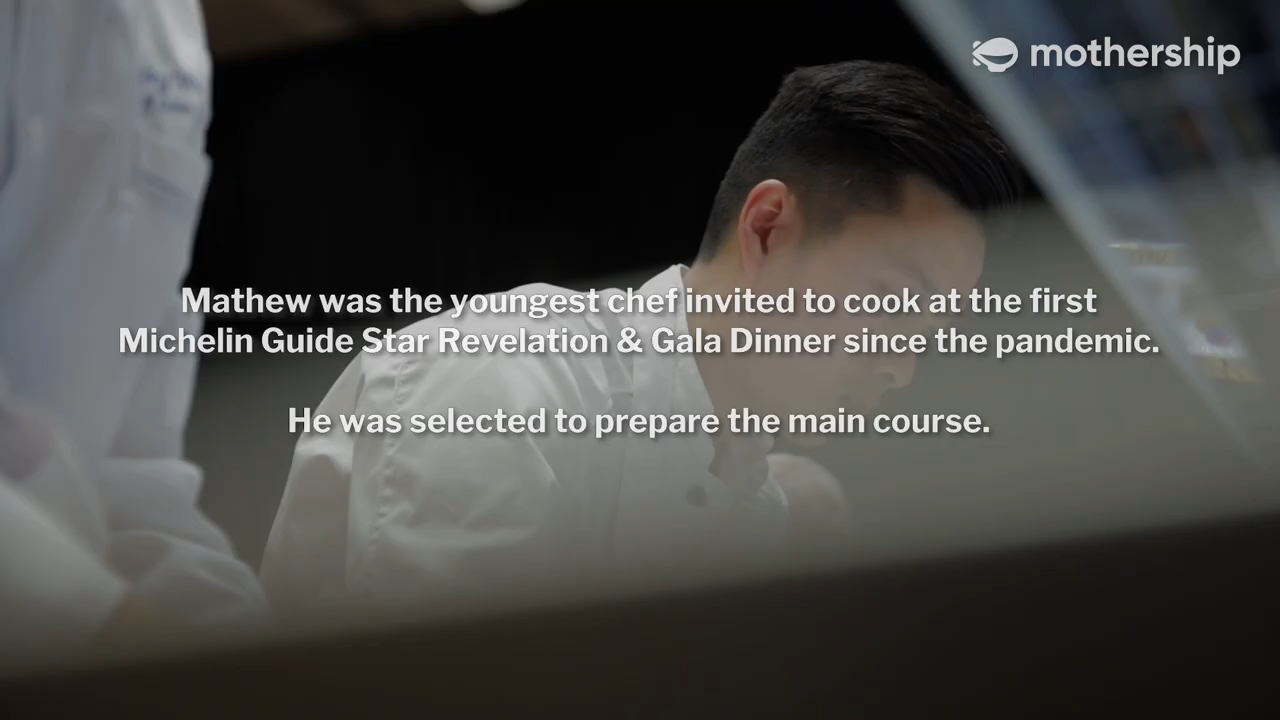 mothership
Mathew was the youngest chef invited to cook at the first
Michelin Guide Star Revelation & Gala Dinner since the pandemic.
He was selected to prepare the main course.